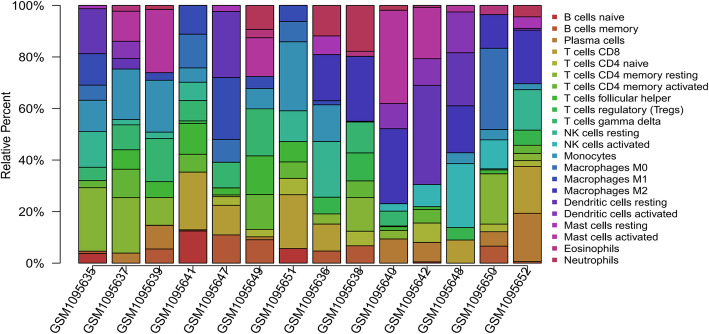 100%
80%
60%
40%
20%
0%
Relative Percent
GSM1095635
GSM1095637
GSM1095639
GSM1095641
GSM1095647
GSM1095649
GSM1095651
GSM1095636
GSM1095638
GSM1095640
GSM1095642
GSM1095648
GSM1095650
GSM1095652
B cells naive
B cells memory
Plasma cells
T cells CD8
T cells CD4 naive
T cells CD4 memory resting
T cells CD4 memory activated
T cells follicular helper
T cells regulatory (Tregs)
T cells gamma delta
NK cells resting
NK cells activated
Monocytes
Macrophages M0
Macrophages M1
Macrophages M2
Dendritic cells resting
Dendritic cells activated
Mast cells resting
Mast cells activated
Eosinophils
Neutrophils